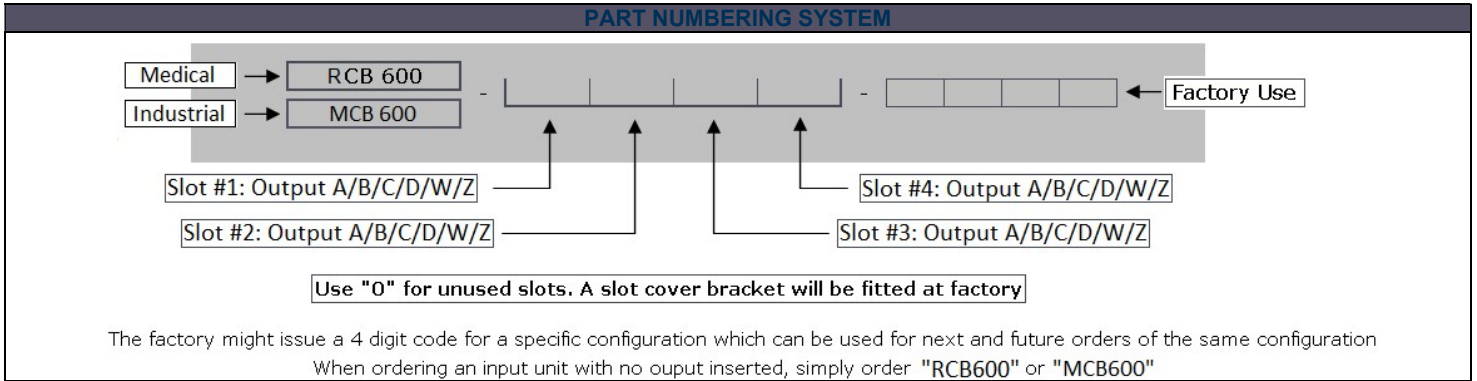 PART NUMBERING SYSTEM
Medical
RCB 600
Industrial
MCB 600
-
-
Factory Use
Slot #1: Output A/B/C/D/W/Z
Slot #4: Output A/B/C/D/W/Z
Slot #2: Output A/B/C/D/W/Z
Slot #3: Output A/B/C/D/W/Z
Use "0" for unused slots. A slot cover bracket will be fitted at factory
The factory might issue a 4 digit code for a specific configuration which can be used for next and future orders of the same configuration
When ordering an input unit with no ouput inserted, simply order "RCB600" or "MCB600"